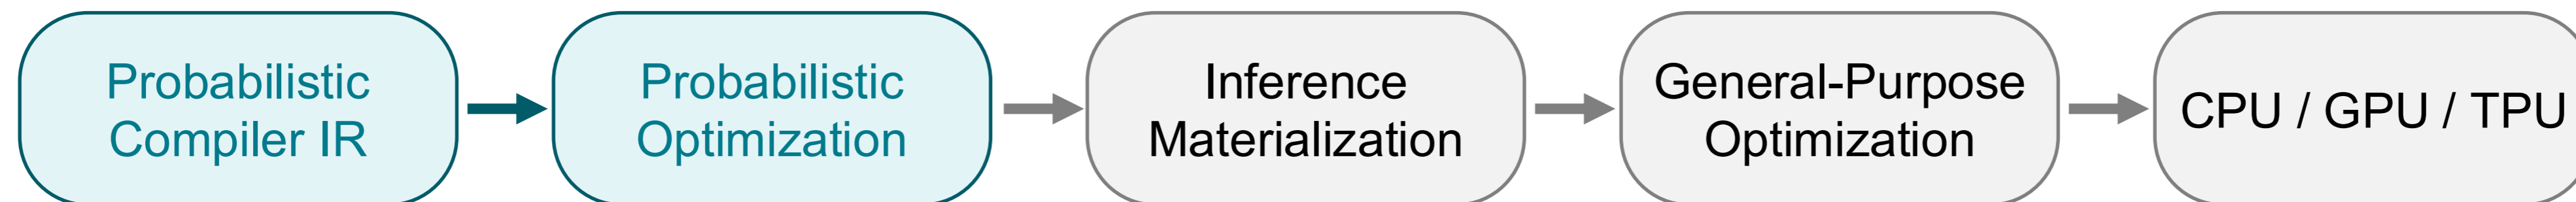 Probabilistic
Compiler IR
Probabilistic
Optimization
Inference
Materialization
General-Purpose
Optimization
CPU / GPU / TPU